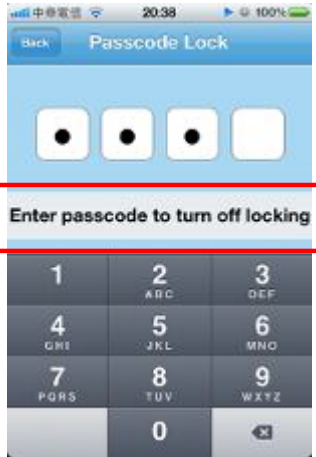 中華電信 20:38 100%
Back Passcode Lock
Enter passcode to turn off locking
1 2 3
ABC DEF
4 5 6
GHI JKL MNO
7 8 9
PQRS TUV WXYZ
0